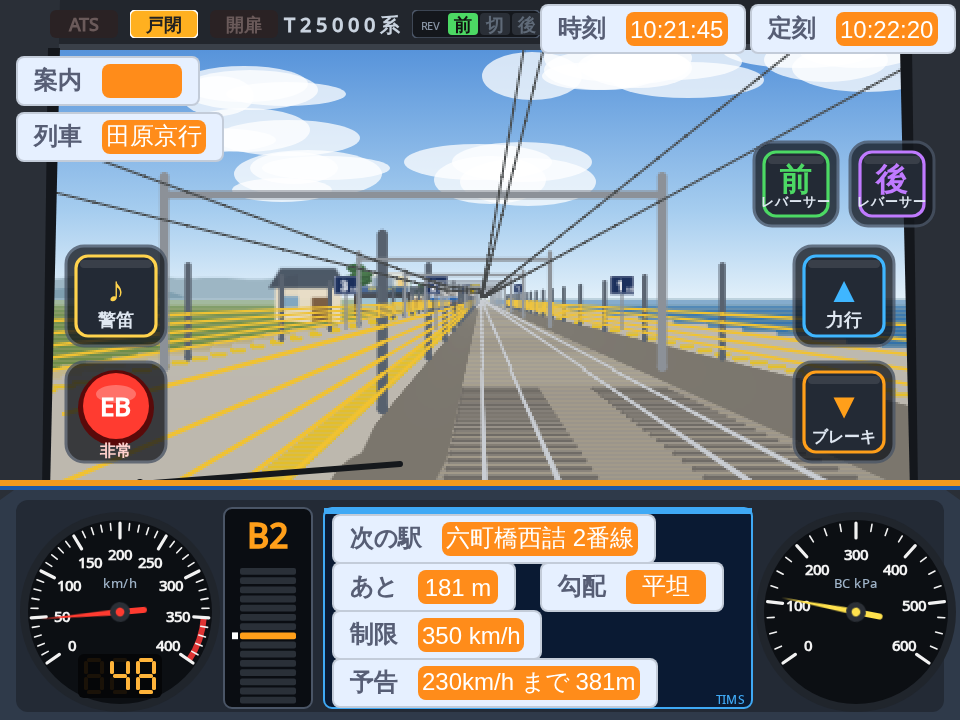 ATS 戸閉 開扉 T25000系 REV 前 切 後
時刻 10:21:45 定刻 10:22:20
案内
列車 田原京行
前 レバーサー
後 レバーサー
♪ 警笛
▲ 力行
EB 非常
▼ ブレーキ
3
1
0 50 100 150 200 250 300 350 400 km/h
48
B2
次の駅 六町橋西詰 2番線
あと 181 m 勾配 平坦
制限 350 km/h
予告 230km/h まで 381m
TIMS
0 100 200 300 400 500 600 BC kPa